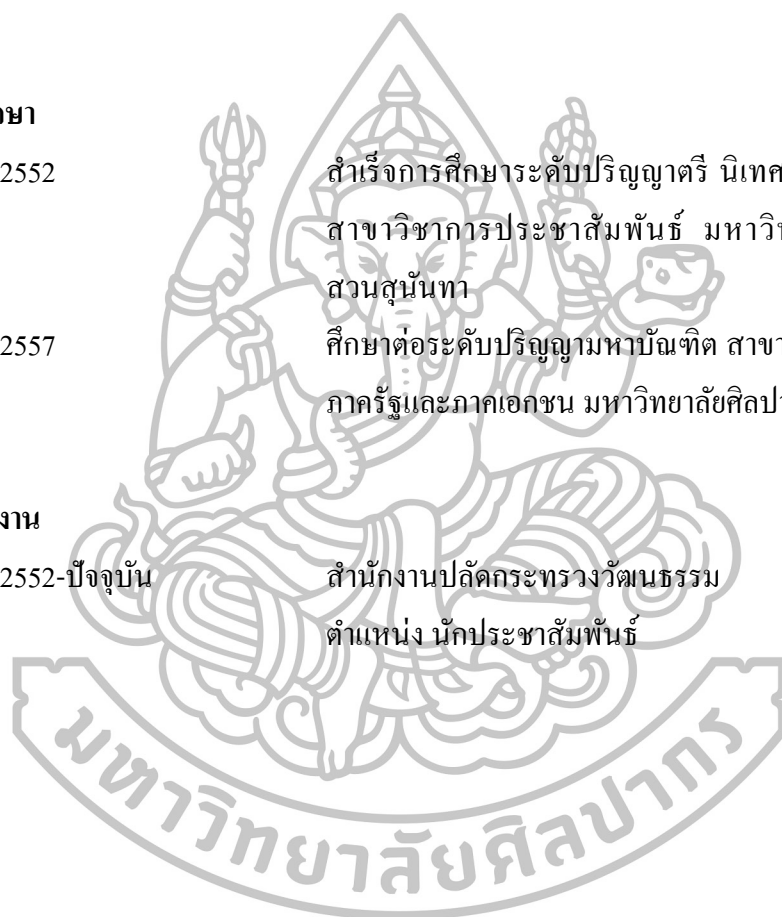 ษา
2552 สำเร็จการศึกษาระดับปริญญาตรี นิเทศ
สาขาวิชาการประชาสัมพันธ์ มหาวิท
สวนสุนันทา
2557 ศึกษาต่อระดับปริญญามหาบัณฑิต สาขา
ภาครัฐและภาคเอกชน มหาวิทยาลัยศิลปา
งาน
2552-ปัจจุบัน สำนักงานปลัดกระทรวงวัฒนธรรม
ตำแหน่ง นักประชาสัมพันธ์
มหาวิทยาลัยศิลปากร